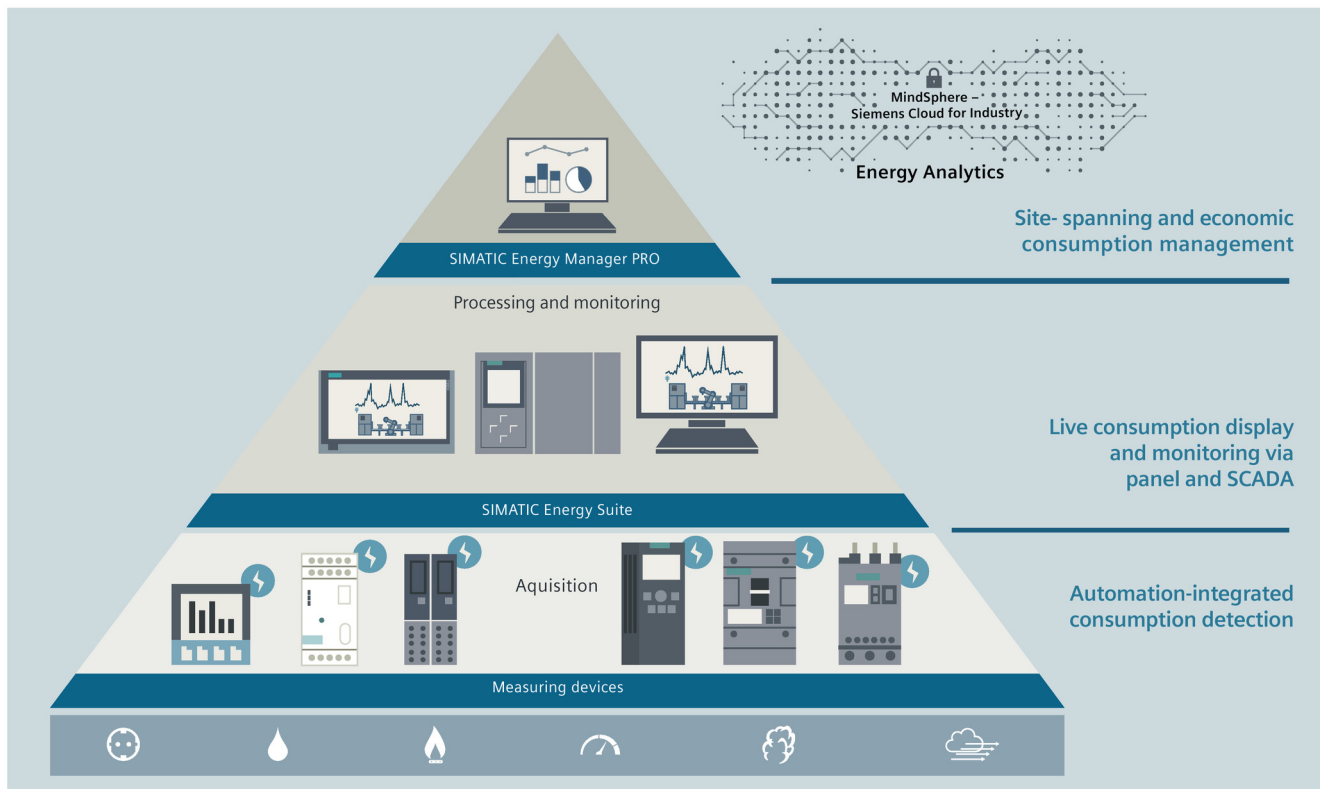 MindSphere –
Siemens Cloud for Industry
Energy Analytics
Site- spanning and economic
consumption management
SIMATIC Energy Manager PRO
Processing and monitoring
Live consumption display
and monitoring via
panel and SCADA
SIMATIC Energy Suite
Aquisition
Automation-integrated
consumption detection
Measuring devices